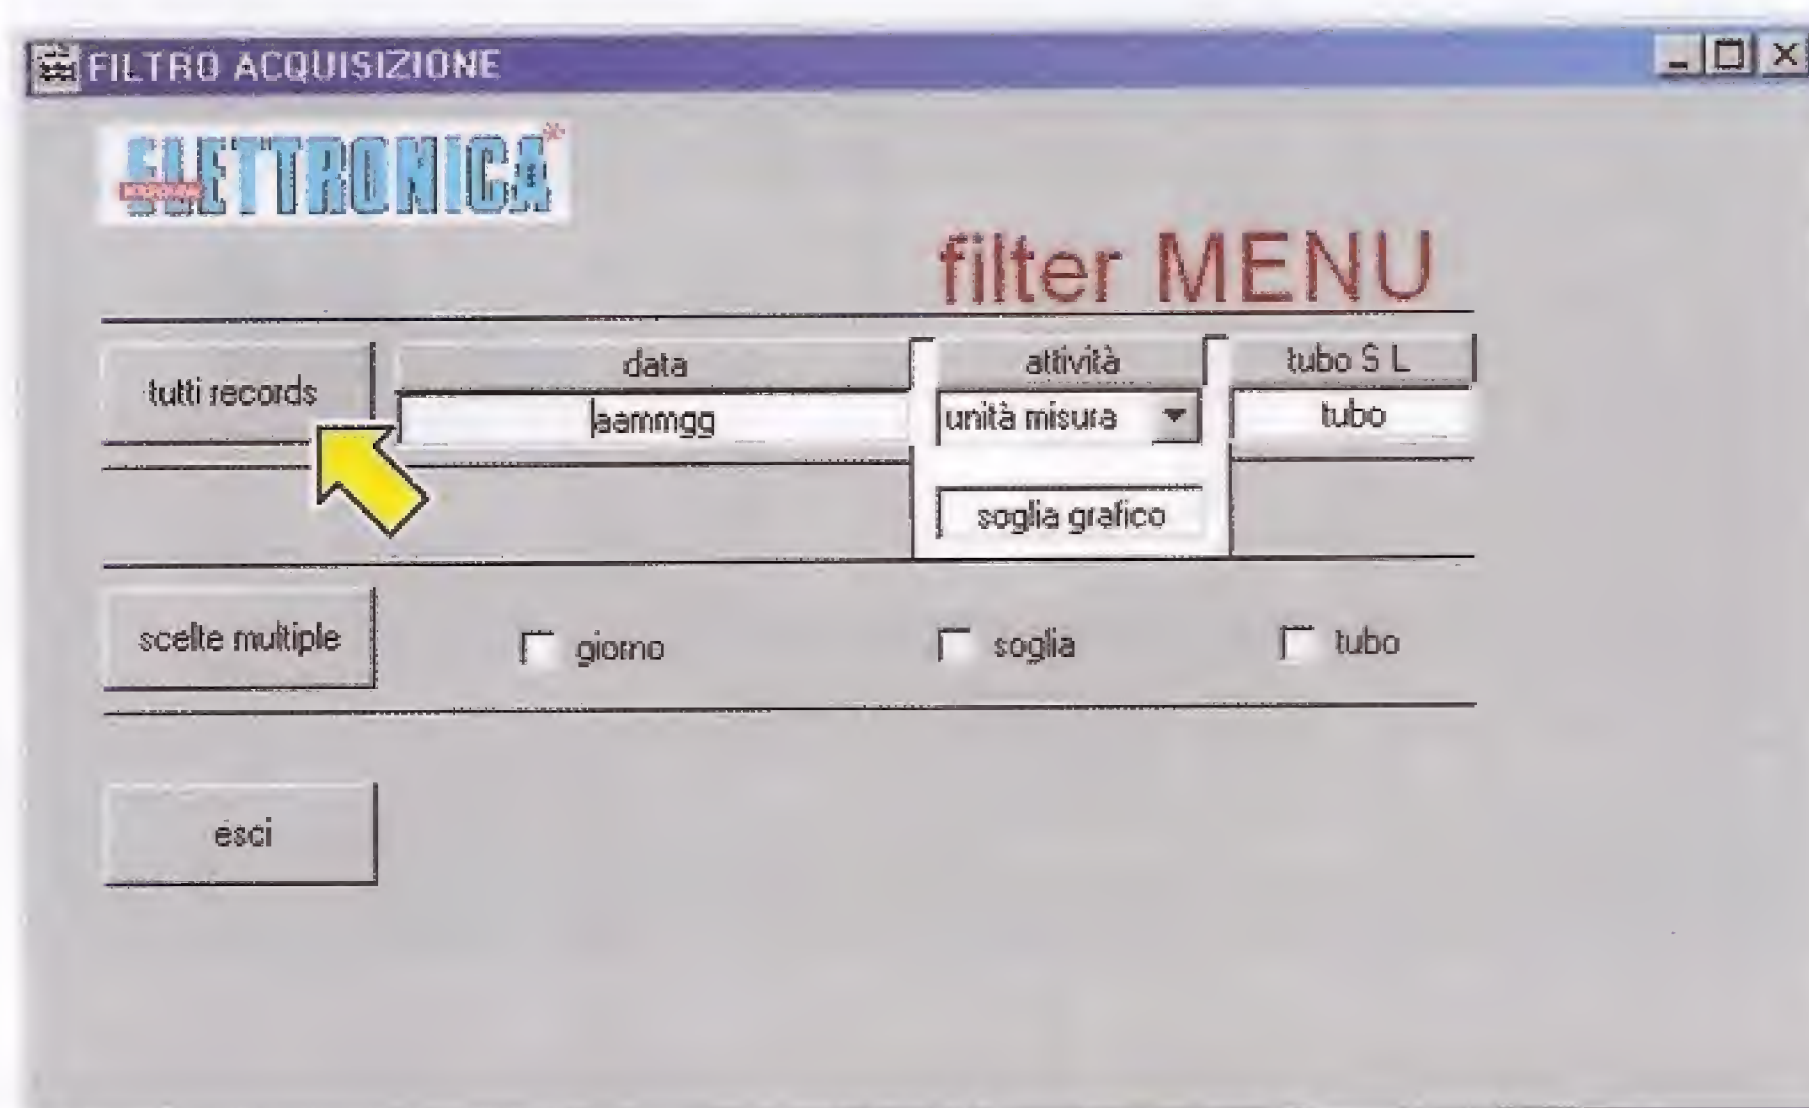 FILTRO ACQUISIZIONE
ELETTRONICA
filter MENU
tutti records
data
attività
tubo S L
aammgg
unità misura
tubo
soglia grafico
scelte multiple
giorno
soglia
tubo
esci